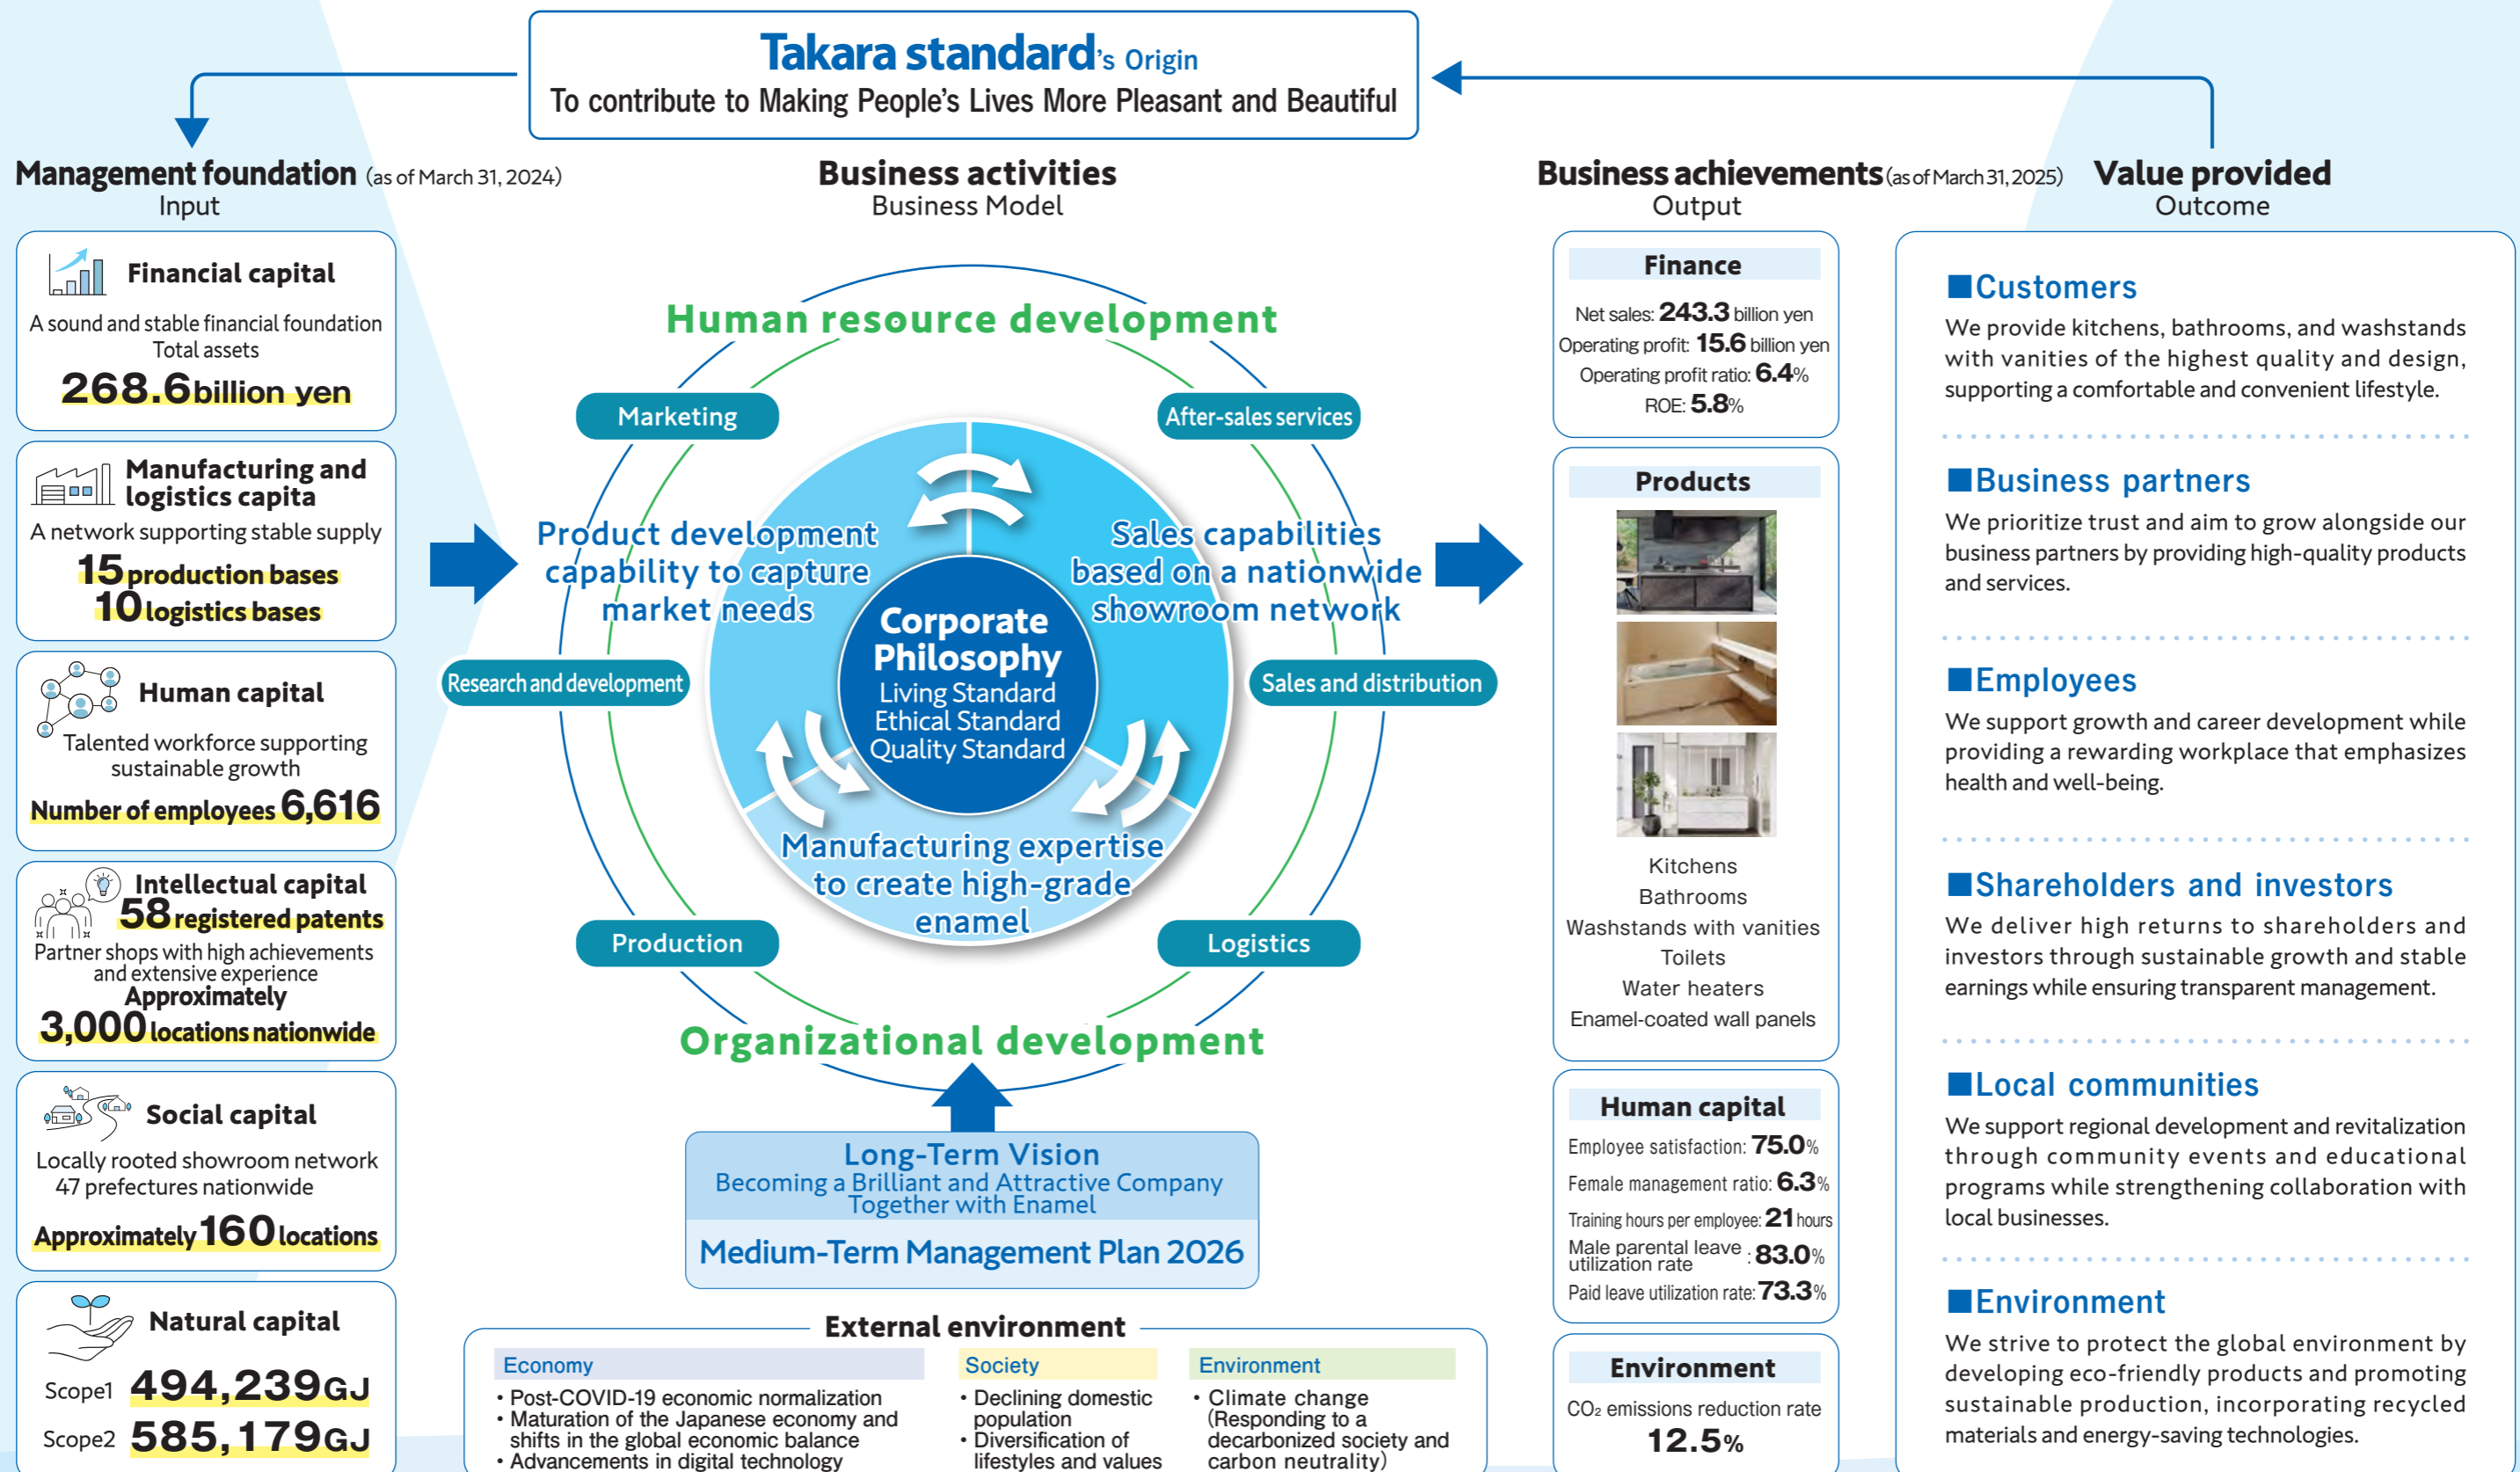 Takara standard's Origin
To contribute to Making People's Lives More Pleasant and Beautiful
Management foundation (as of March 31, 2024)
Input
Financial capital
A sound and stable financial foundation
Total assets
268.6 billion yen
Manufacturing and
logistics capita
A network supporting stable supply
15 production bases
10 logistics bases
Human capital
Talented workforce supporting
sustainable growth
Number of employees 6,616
Intellectual capital
58 registered patents
Partner shops with high achievements
and extensive experience
Approximately
3,000 locations nationwide
Social capital
Locally rooted showroom network
47 prefectures nationwide
Approximately 160 locations
Natural capital
Scope1 494,239GJ
Scope2 585,179GJ
Business activities
Business Model
Human resource development
Marketing
After-sales services
Product development
capability to capture
market needs
Sales capabilities
based on a nationwide
showroom network
Corporate
Philosophy
Living Standard
Ethical Standard
Quality Standard
Research and development
Sales and distribution
Manufacturing expertise
to create high-grade
enamel
Production
Logistics
Organizational development
Long-Term Vision
Becoming a Brilliant and Attractive Company
Together with Enamel
Medium-Term Management Plan 2026
External environment
Economy
• Post-COVID-19 economic normalization
• Maturation of the Japanese economy and
shifts in the global economic balance
• Advancements in digital technology
Society
• Declining domestic
population
• Diversification of
lifestyles and values
Environment
• Climate change
(Responding to a
decarbonized society and
carbon neutrality)
Business achievements (as of March 31, 2025)
Output
Finance
Net sales: 243.3 billion yen
Operating profit: 15.6 billion yen
Operating profit ratio: 6.4%
ROE: 5.8%
Products
Kitchens
Bathrooms
Washstands with vanities
Toilets
Water heaters
Enamel-coated wall panels
Human capital
Employee satisfaction: 75.0%
Female management ratio: 6.3%
Training hours per employee: 21 hours
Male parental leave
utilization rate : 83.0%
Paid leave utilization rate: 73.3%
Environment
CO₂ emissions reduction rate
12.5%
Value provided
Outcome
■Customers
We provide kitchens, bathrooms, and washstands
with vanities of the highest quality and design,
supporting a comfortable and convenient lifestyle.
■Business partners
We prioritize trust and aim to grow alongside our
business partners by providing high-quality products
and services.
■Employees
We support growth and career development while
providing a rewarding workplace that emphasizes
health and well-being.
■Shareholders and investors
We deliver high returns to shareholders and
investors through sustainable growth and stable
earnings while ensuring transparent management.
■Local communities
We support regional development and revitalization
through community events and educational
programs while strengthening collaboration with
local businesses.
■Environment
We strive to protect the global environment by
developing eco-friendly products and promoting
sustainable production, incorporating recycled
materials and energy-saving technologies.